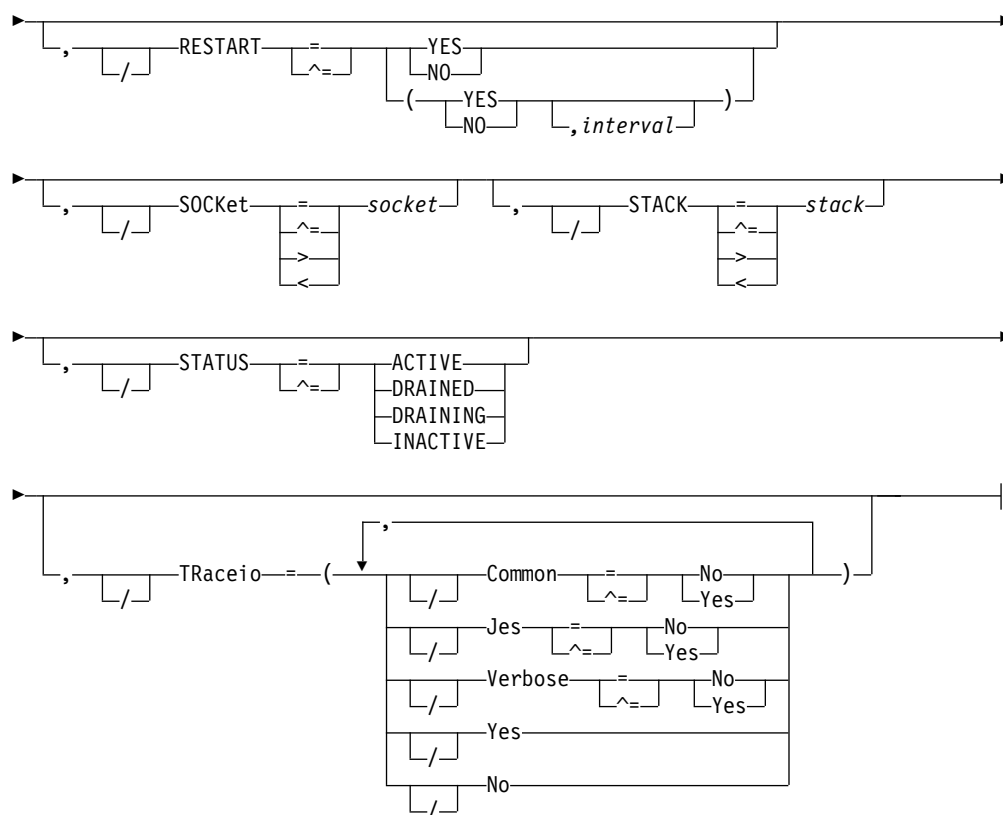 , / RESTART = YES
^= NO
( YES )
NO ,interval
, / SOCKet = socket , / STACK = stack
^= ^=
> >
< <
, / STATUS = ACTIVE
^= DRAINED
DRAINING
INACTIVE
,
, / TRaceio = ( / Common = No )
^= Yes
/ Jes = No
^= Yes
/ Verbose = No
^= Yes
/ Yes
/ No